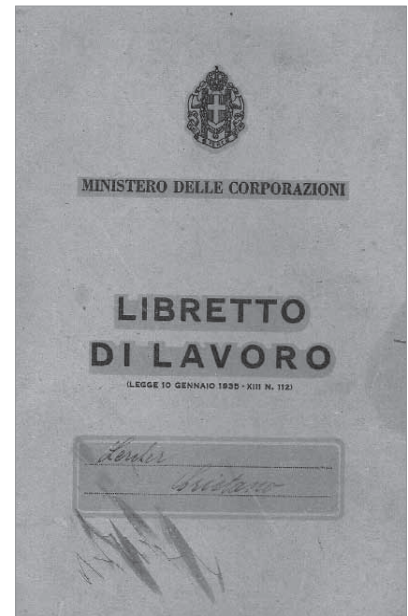 MINISTERO DELLE CORPORAZIONI
LIBRETTO
DI LAVORO
(LEGGE 10 GENNAIO 1935 - XIII N. 112)